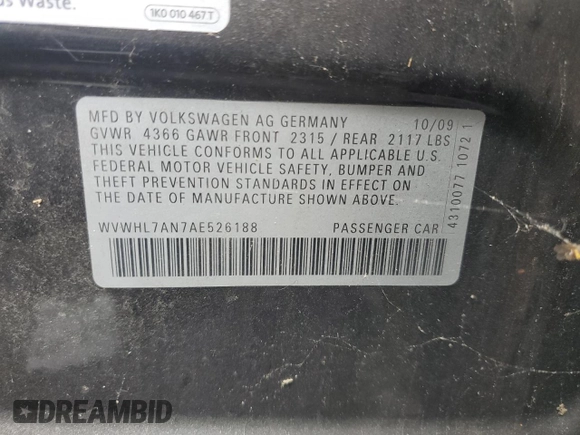 us Waste.
1K0 010 467 T
MFD BY VOLKSWAGEN AG GERMANY 10/09
GVWR 4366 GAWR FRONT 2315 / REAR 2117 LBS
THIS VEHICLE CONFORMS TO ALL APPLICABLE U.S.
FEDERAL MOTOR VEHICLE SAFETY, BUMPER AND
THEFT PREVENTION STANDARDS IN EFFECT ON
THE DATE OF MANUFACTURE SHOWN ABOVE.
WVWHL7AN7AE526188 PASSENGER CAR
4310077 1072 1
DREAMBID